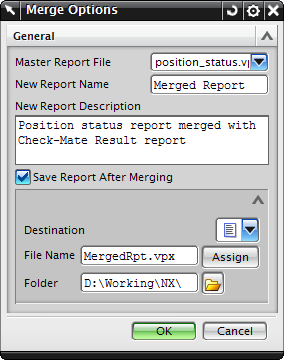 Merge Options
General
Master Report File position_status.vp
New Report Name Merged Report
New Report Description
Position status report merged with
Check-Mate Result report
Save Report After Merging
Destination
File Name MergedRpt.vpx Assign
Folder D:\Working\NX\
OK Cancel